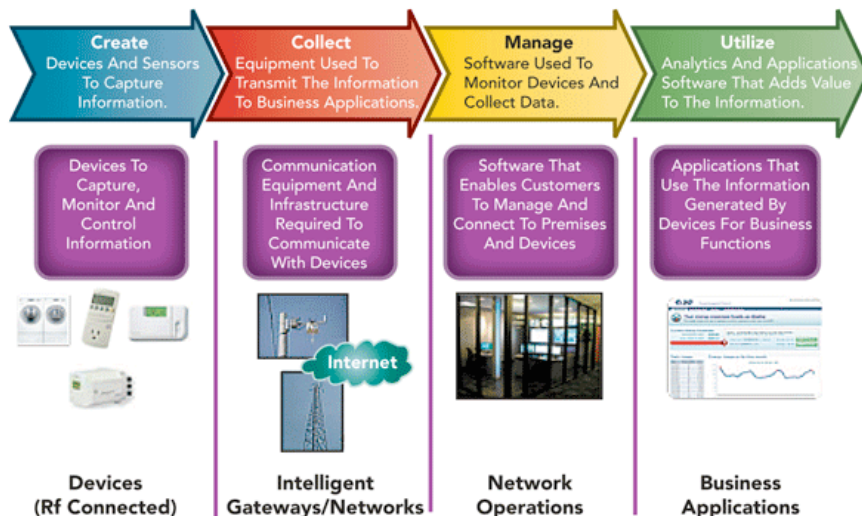 Create
Devices And Sensors
To Capture
Information.
Collect
Equipment Used To
Transmit The Information
To Business Applications.
Manage
Software Used To
Monitor Devices And
Collect Data.
Utilize
Analytics And Applications
Software That Adds Value
To The Information.
Devices To
Capture,
Monitor And
Control
Information
Communication
Equipment And
Infrastructure
Required To
Communicate
With Devices
Software That
Enables Customers
To Manage And
Connect To Premises
And Devices
Applications That
Use The Information
Generated By
Devices For Business
Functions
Internet
Devices
(Rf Connected)
Intelligent
Gateways/Networks
Network
Operations
Business
Applications